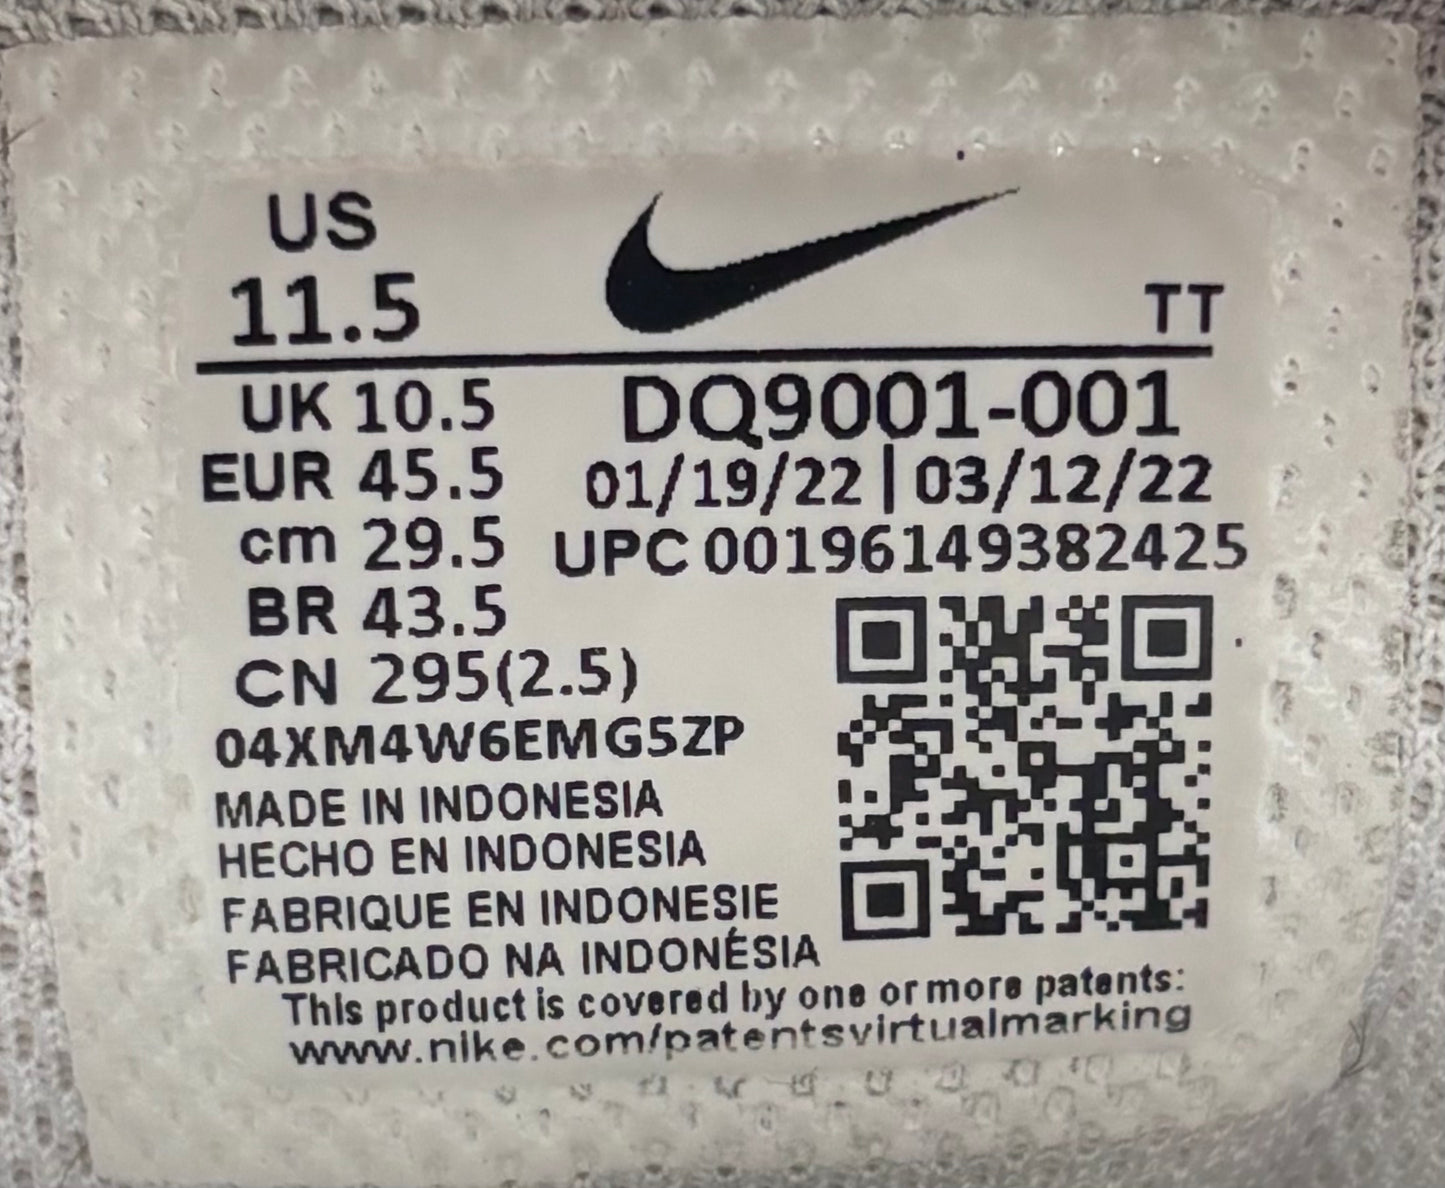 US
11.5
TT
UK 10.5
EUR 45.5
cm 29.5
BR 43.5
CN 295(2.5)
DQ9001-001
01/19/22 | 03/12/22
UPC 00196149382425
04XM4W6EMG5ZP
MADE IN INDONESIA
HECHO EN INDONESIA
FABRIQUE EN INDONESIE
FABRICADO NA INDONÉSIA
This product is covered by one or more patents:
www.nike.com/patentsvirtualmarking